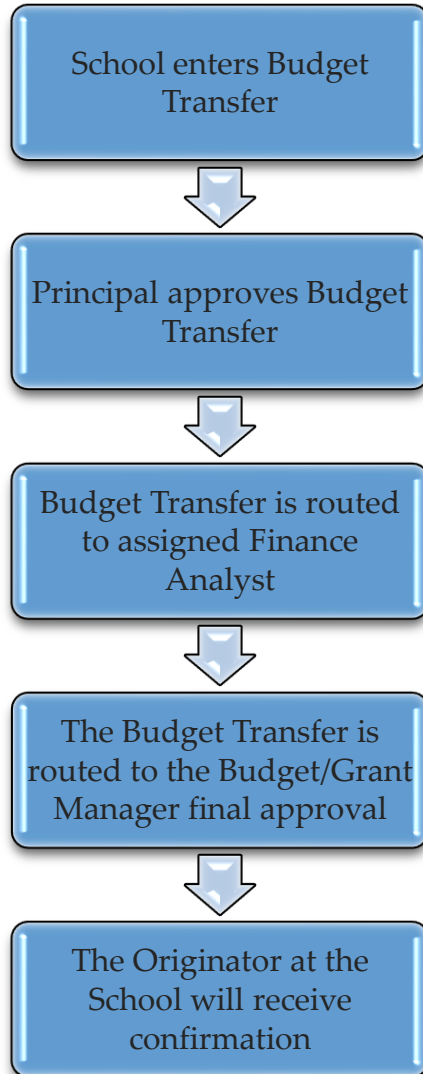 School enters Budget
Transfer
Principal approves Budget
Transfer
Budget Transfer is routed
to assigned Finance
Analyst
The Budget Transfer is
routed to the Budget/Grant
Manager final approval
The Originator at the
School will receive
confirmation